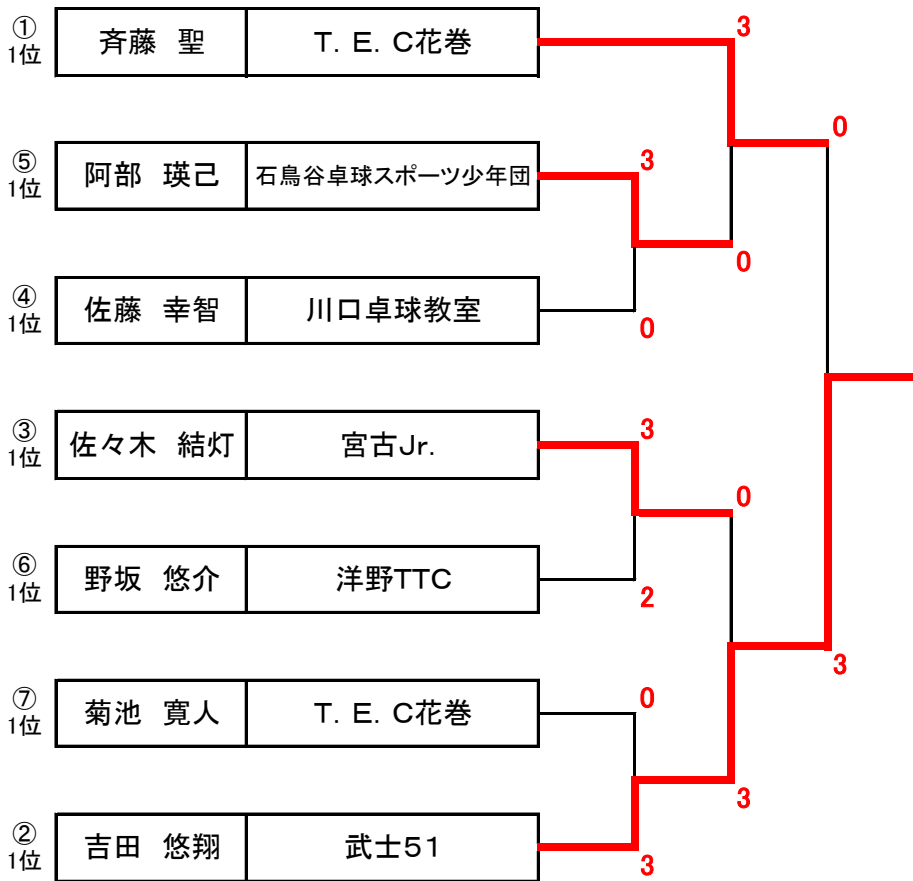 ①
1位
斉藤　聖
T．E．C花巻
3
0
⑤
1位
阿部　瑛己
石鳥谷卓球スポーツ少年団
3
0
④
1位
佐藤　幸智
川口卓球教室
0
③
1位
佐々木　結灯
宮古Jr.
3
0
⑥
1位
野坂　悠介
洋野TTC
2
3
⑦
1位
菊池　寛人
T．E．C花巻
0
3
②
1位
吉田　悠翔
武士51
3